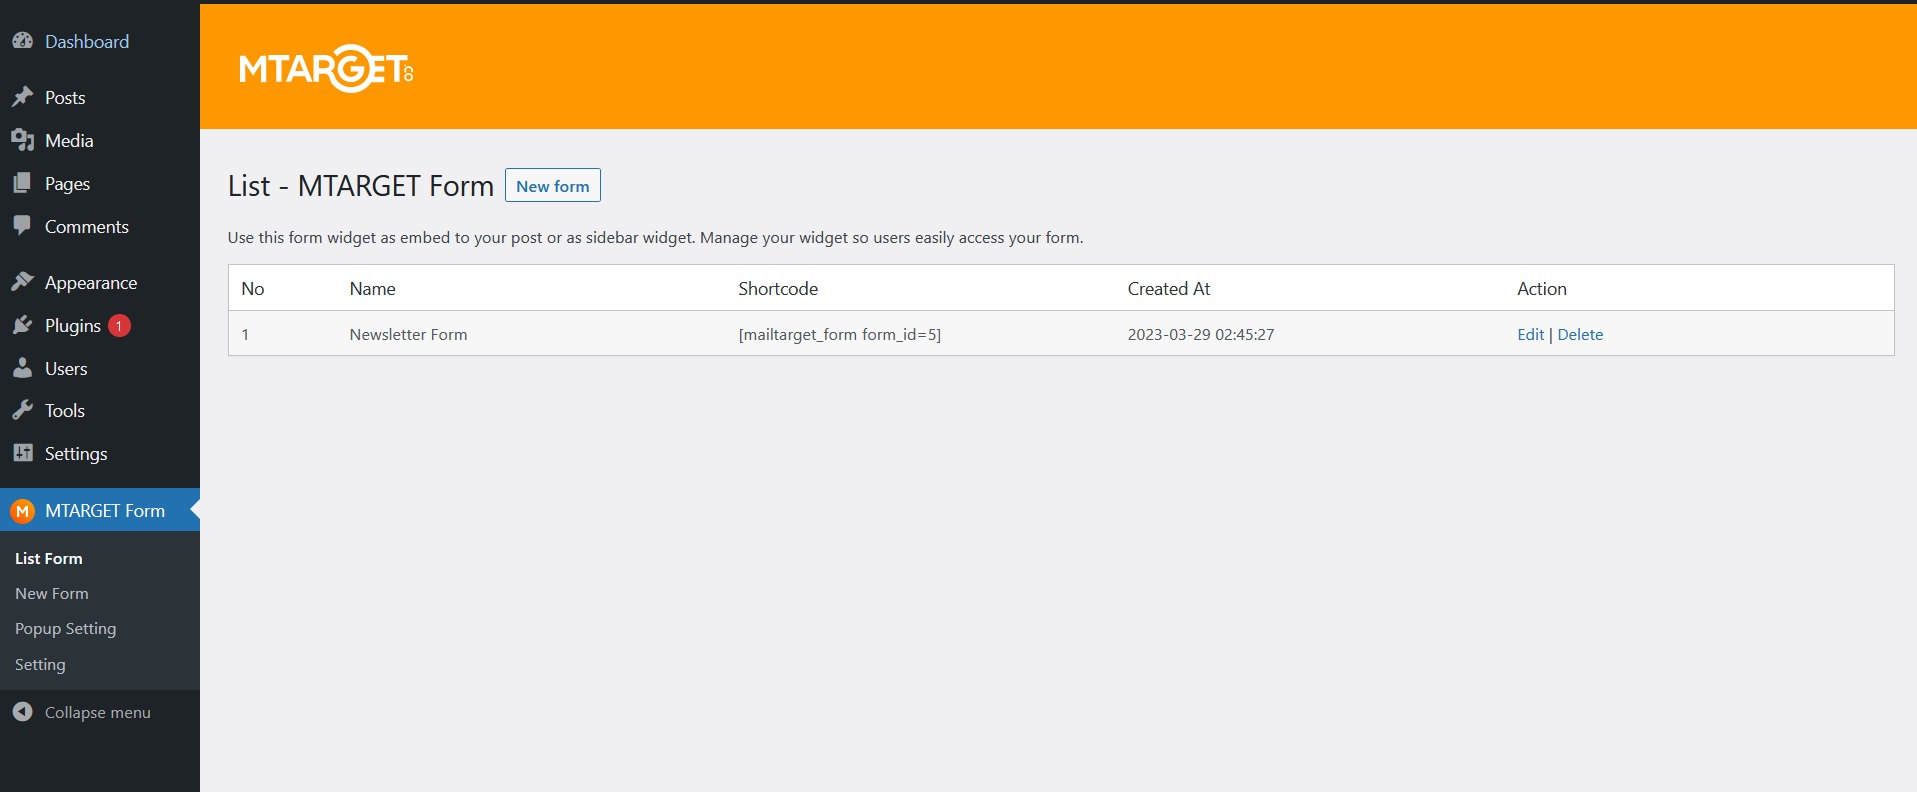 Dashboard
Posts
Media
Pages
Comments
Appearance
Plugins 1
Users
Tools
Settings
M MTARGET Form
List Form
New Form
Popup Setting
Setting
Collapse menu
MTARGET.co
List - MTARGET Form New form
Use this form widget as embed to your post or as sidebar widget. Manage your widget so users easily access your form.
No Name Shortcode Created At Action
1 Newsletter Form [mailtarget_form form_id=5] 2023-03-29 02:45:27 Edit | Delete